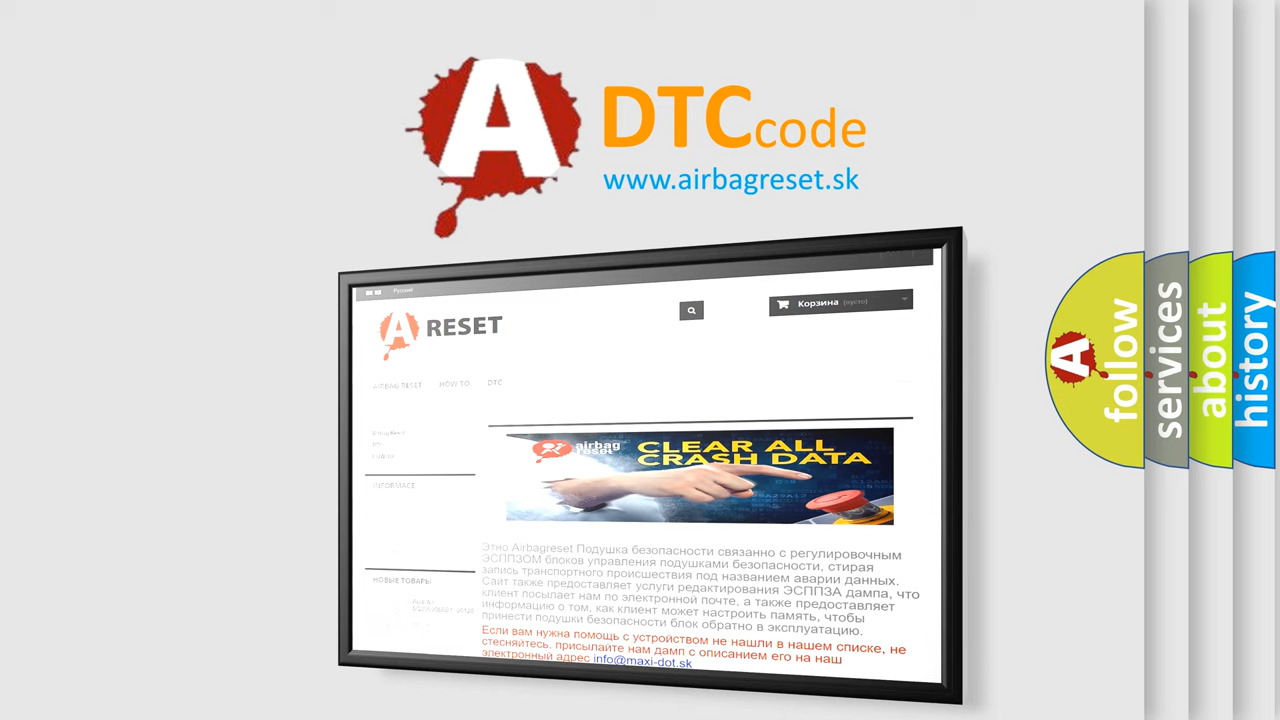 A
DTCcode
www.airbagreset.sk
Русский
A RESET
Корзина (пусто)
AIRBAG RESET HOW TO DTC
Airbag Reset
DTC
INFORMACE
airbag
reset
CLEAR ALL
CRASH DATA
Этно Airbagreset Подушка безопасности связанно с регулировочным
ЭСППЗОМ блоков управления подушками безопасности, стирая
запись транспортного происшествия под названием аварии данных.
Сайт также предоставляет услуги редактирования ЭСППЗА дампа, что
клиент посылает нам по электронной почте, а также предоставляет
информацию о том, как клиент может настроить память, чтобы
принести подушки безопасности блок обратно в эксплуатацию.
Если вам нужна помощь с устройством не нашли в нашем списке, не
стесняйтесь, присылайте нам дамп с описанием его на наш
электронный адрес info@maxi-dot.sk
НОВЫЕ ТОВАРЫ
A
follow
services
about
history